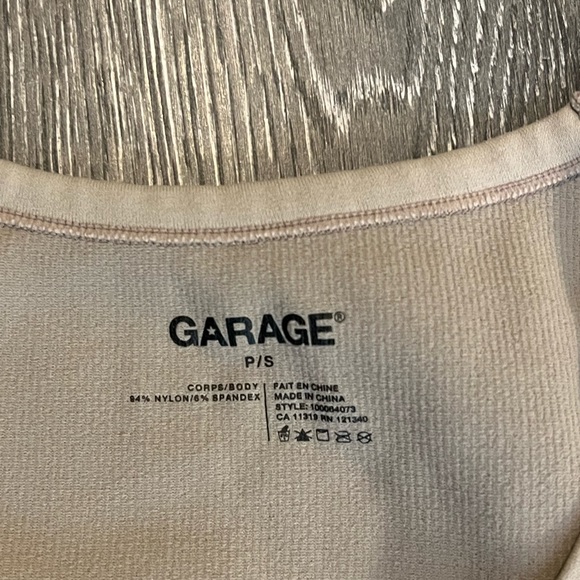 GARAGE®
P/S
CORPS/BODY
94% NYLON/6% SPANDEX
FAIT EN CHINE
MADE IN CHINA
STYLE: 100064073
CA 11319 RN 121340